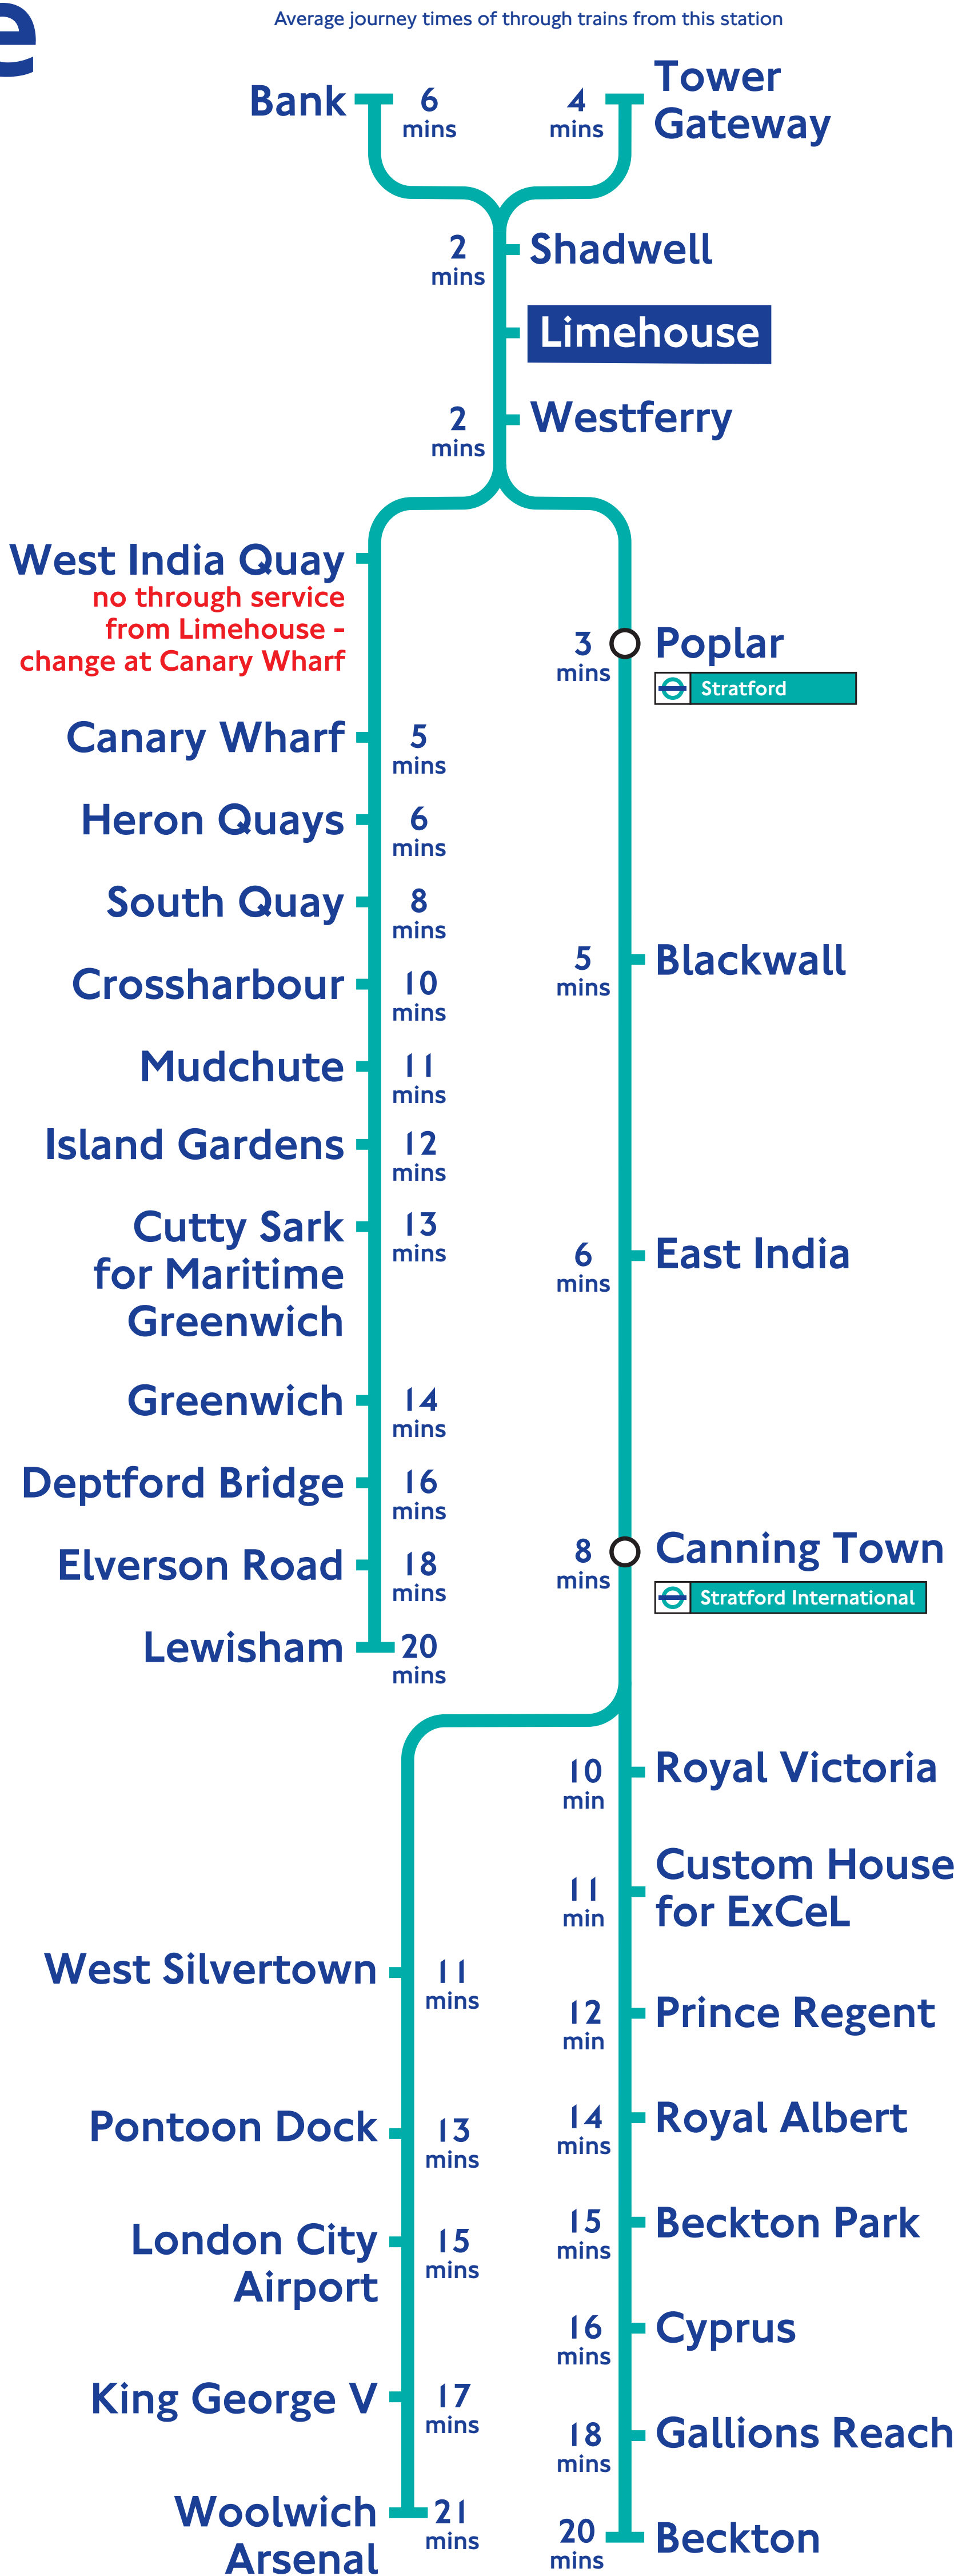 e
Average journey times of through trains from this station
Bank
6
mins
4
mins
Tower
Gateway
2
mins
Shadwell
Limehouse
2
mins
Westferry
West India Quay
no through service
from Limehouse -
change at Canary Wharf
3
mins
Poplar
Stratford
Canary Wharf
5
mins
Heron Quays
6
mins
South Quay
8
mins
5
mins
Blackwall
Crossharbour
10
mins
Mudchute
11
mins
Island Gardens
12
mins
Cutty Sark
for Maritime
Greenwich
13
mins
6
mins
East India
Greenwich
14
mins
Deptford Bridge
16
mins
Elverson Road
18
mins
8
mins
Canning Town
Stratford International
Lewisham
20
mins
10
min
Royal Victoria
11
min
Custom House
for ExCeL
West Silvertown
11
mins
12
min
Prince Regent
Pontoon Dock
13
mins
14
mins
Royal Albert
London City
Airport
15
mins
15
mins
Beckton Park
16
mins
Cyprus
King George V
17
mins
18
mins
Gallions Reach
Woolwich
Arsenal
21
mins
20
mins
Beckton